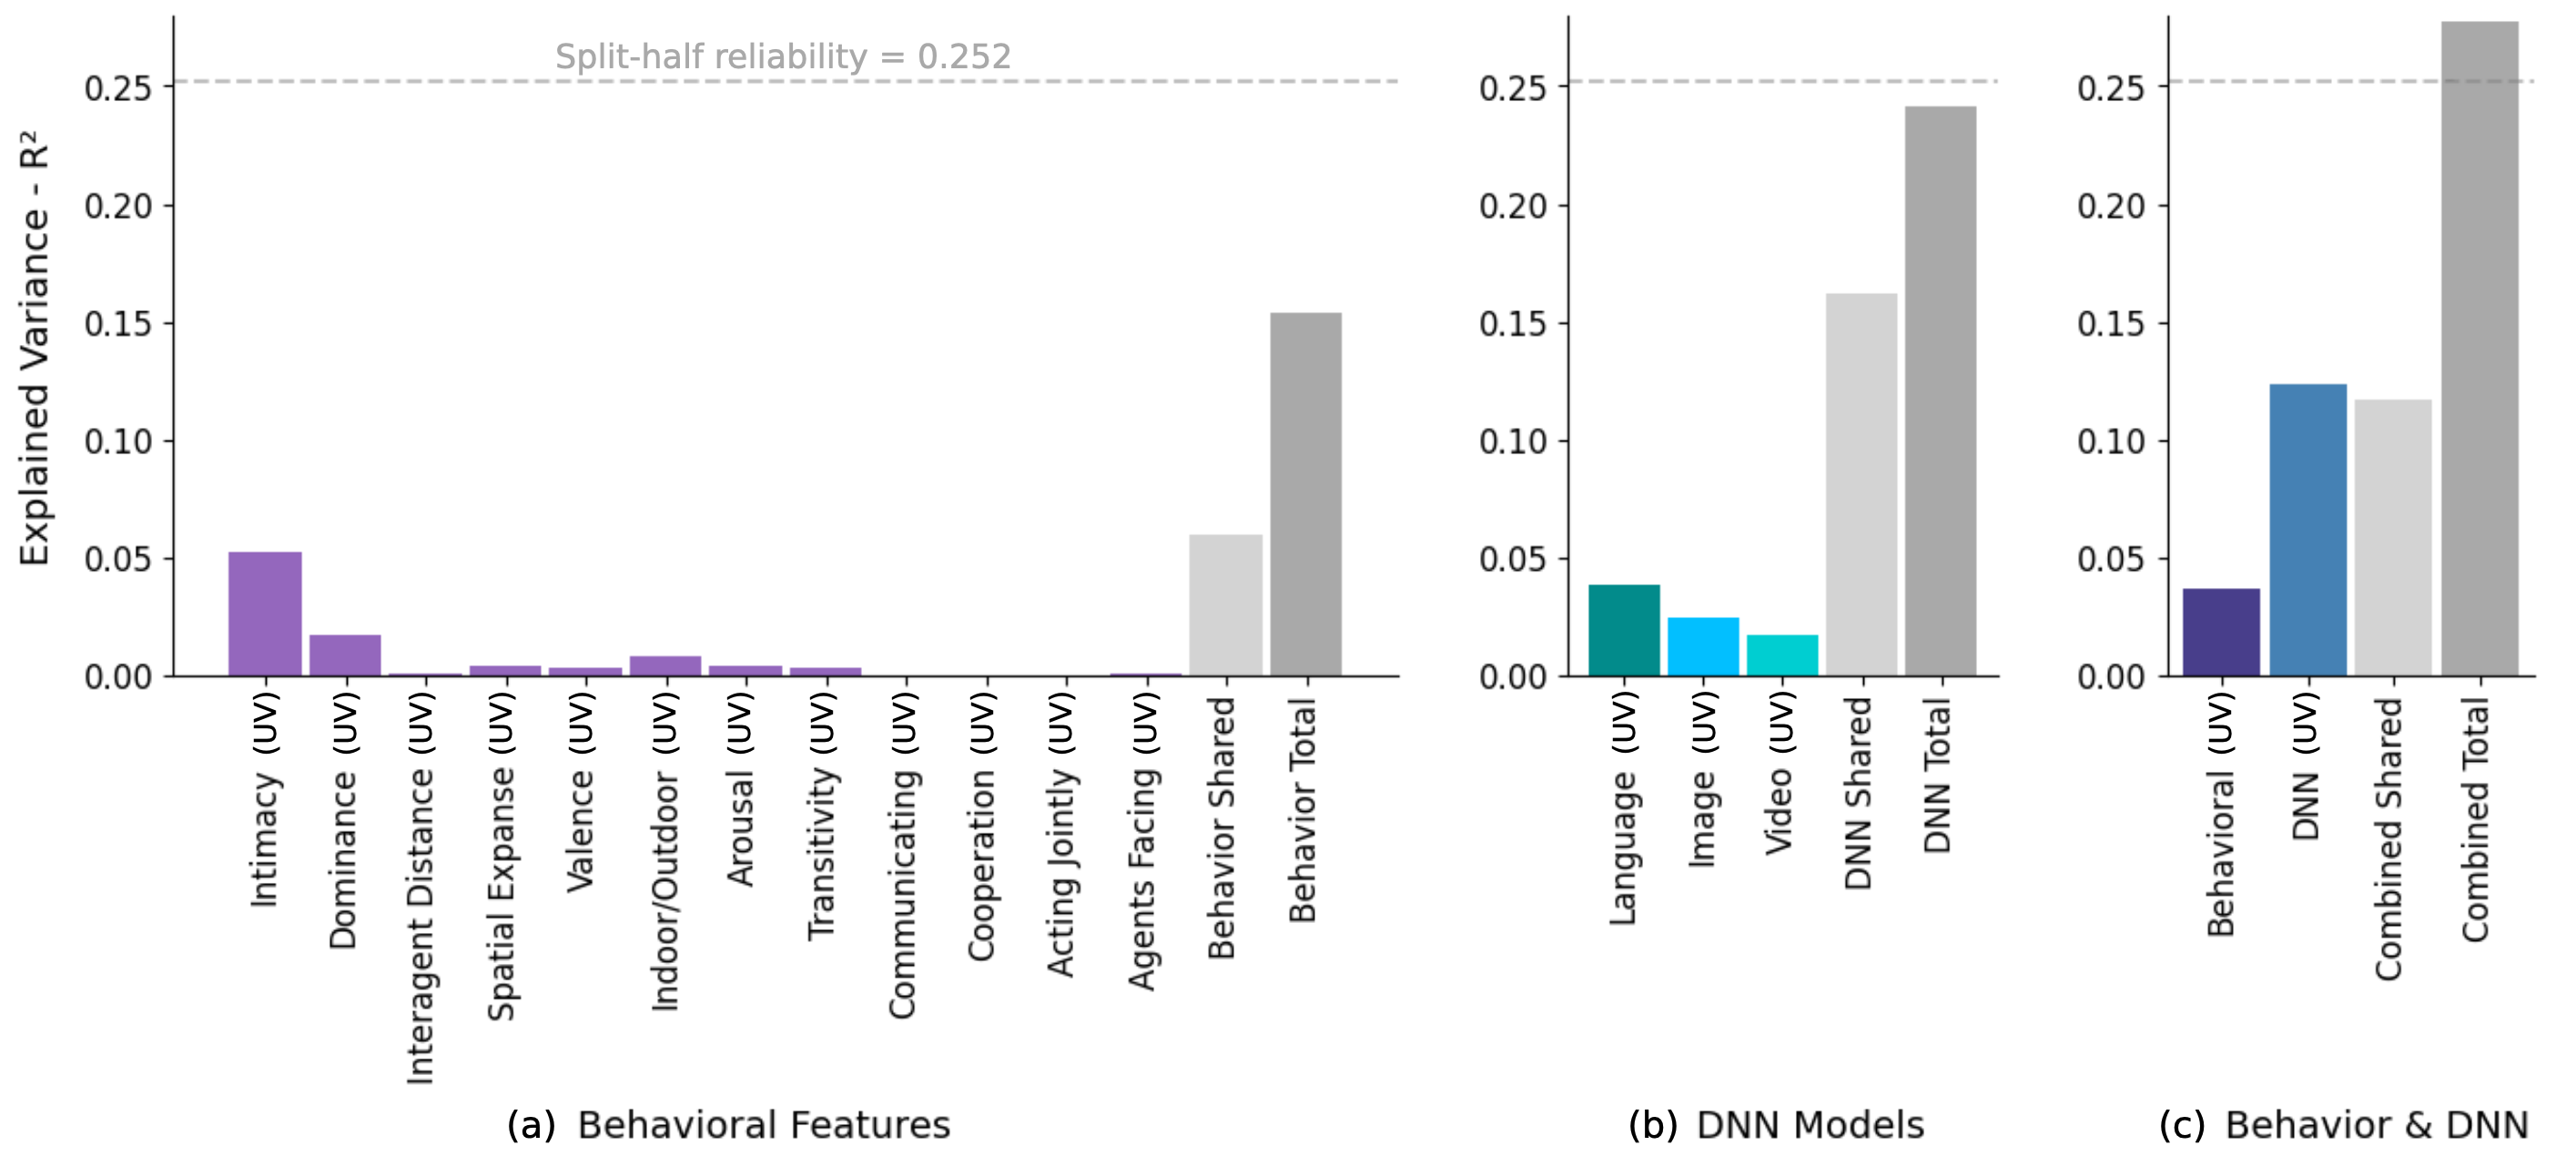 Explained Variance - R²
0.25
0.20
0.15
0.10
0.05
0.00
Split-half reliability = 0.252
Intimacy (UV)
Dominance (UV)
Interagent Distance (UV)
Spatial Expanse (UV)
Valence (UV)
Indoor/Outdoor (UV)
Arousal (UV)
Transitivity (UV)
Communicating (UV)
Cooperation (UV)
Acting Jointly (UV)
Agents Facing (UV)
Behavior Shared
Behavior Total
(a) Behavioral Features
0.25
0.20
0.15
0.10
0.05
0.00
Language (UV)
Image (UV)
Video (UV)
DNN Shared
DNN Total
(b) DNN Models
0.25
0.20
0.15
0.10
0.05
0.00
Behavioral (UV)
DNN (UV)
Combined Shared
Combined Total
(c) Behavior & DNN